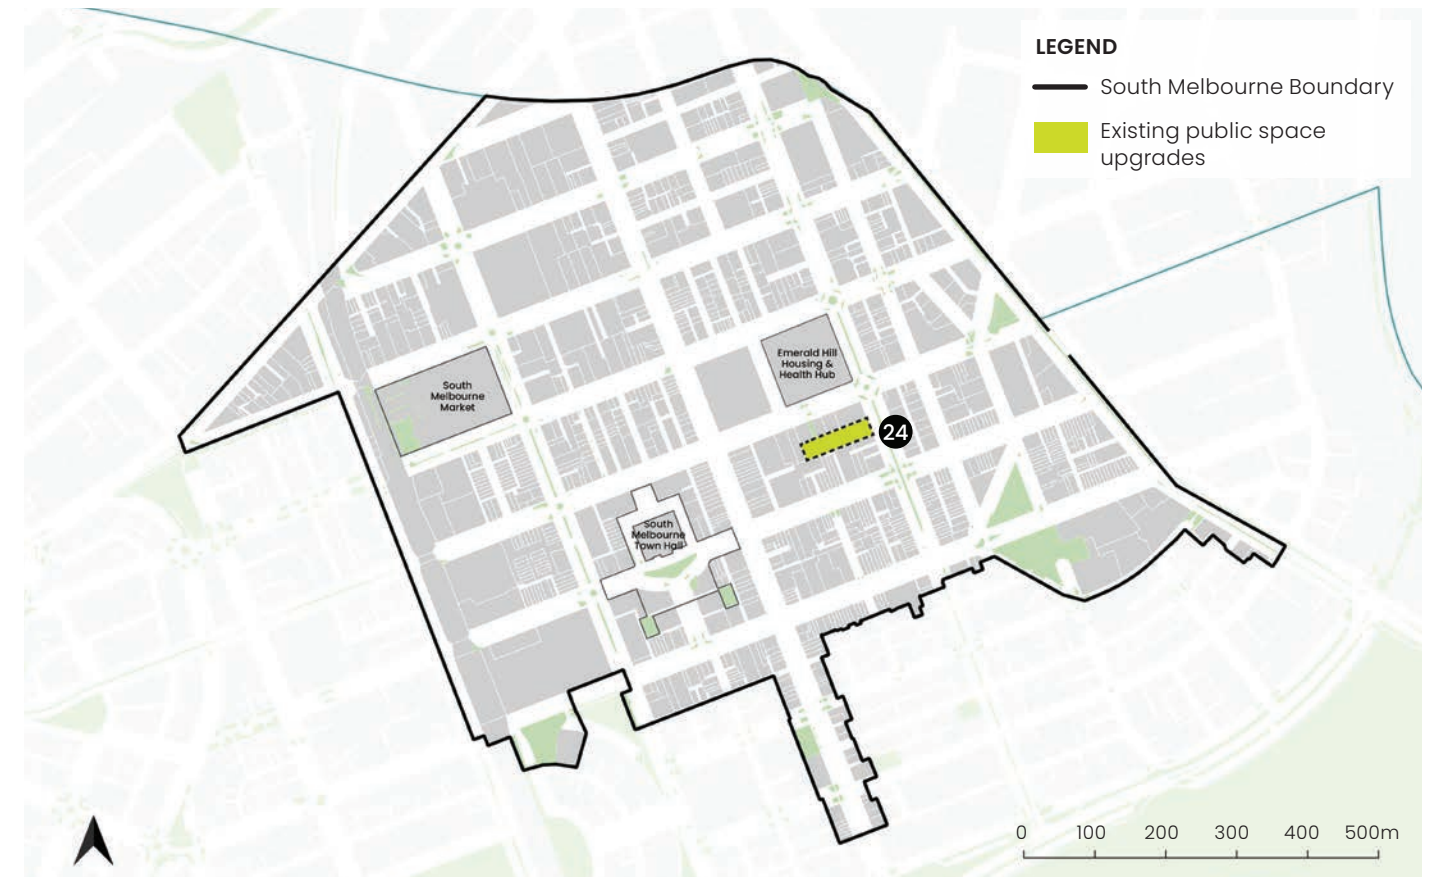 LEGEND
South Melbourne Boundary
Existing public space
upgrades
Emerald Hill
Housing &
Health Hub
South
Melbourne
Market
24
South
Melbourne
Town Hall
0 100 200 300 400 500m